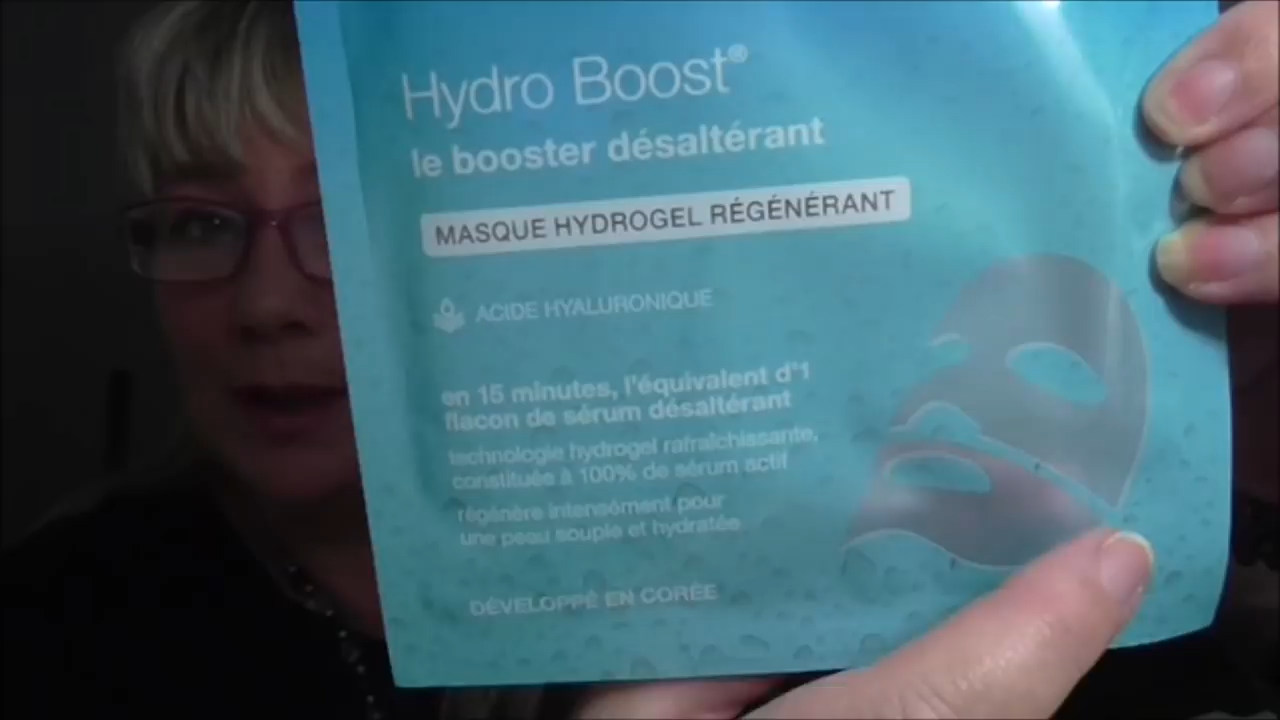 Hydro Boost®
le booster désaltérant
MASQUE HYDROGEL RÉGÉNÉRANT
ACIDE HYALURONIQUE
en 15 minutes, l'équivalent d'1
flacon de sérum désaltérant
technologie hydrogel rafraîchissante,
constituée à 100% de sérum actif
régénère intensément pour
une peau souple et hydratée
DÉVELOPPÉ EN CORÉE